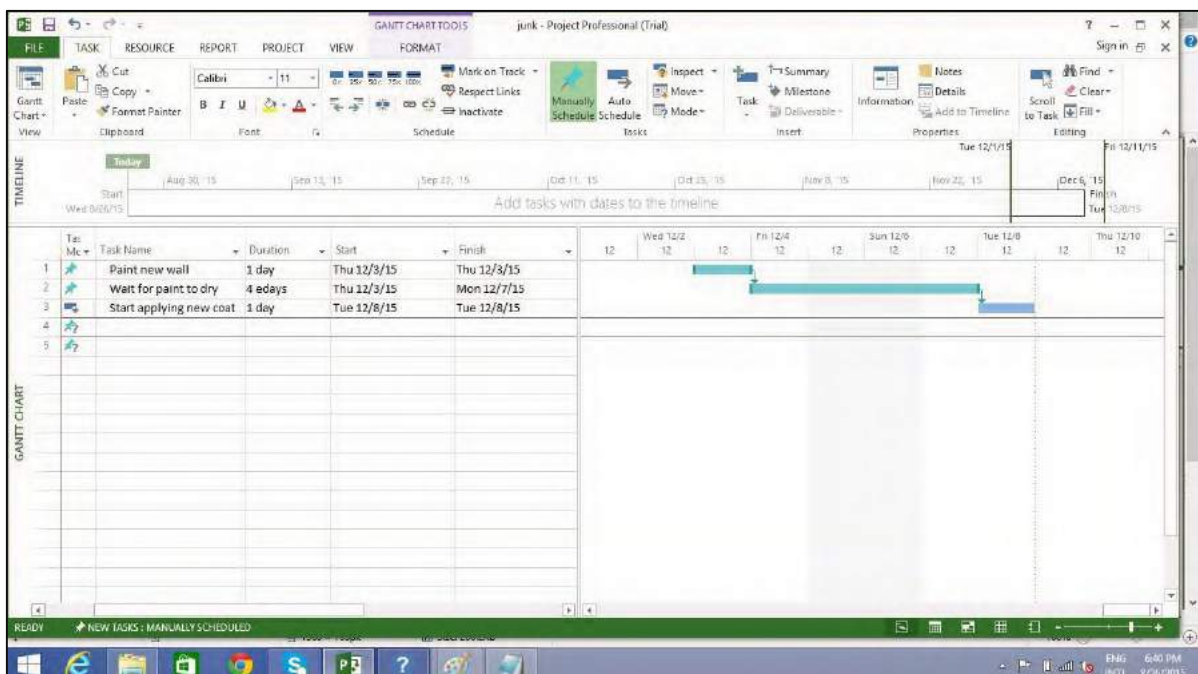 GANTT CHART TOOLS junk - Project Professional (Trial)
FILE TASK RESOURCE REPORT PROJECT VIEW FORMAT Sign in
Cut Calibri 11 Mark on Track Inspect Summary Notes Find
Copy Respect Links Move Milestone Details Clear
Gantt Chart Paste Format Painter B I U Inactivate Manually Schedule Auto Schedule Mode Task Deliverable Information Add to Timeline Scroll to Task Fill
View Clipboard Font Schedule Tasks Insert Properties Editing
Tue 12/1/15 Fri 12/11/15
TIMELINE
Today
Aug 30, '15 Sep 13, '15 Sep 27, '15 Oct 11, '15 Oct 25, '15 Nov 8, '15 Nov 22, '15 Dec 6, '15
Start Add tasks with dates to the timeline Finish
Wed 8/26/15 Tue 12/8/15
Wed 12/2 Fri 12/4 Sun 12/6 Tue 12/8 Thu 12/10
Task Name Duration Start Finish 12 12 12 12 12 12 12 12 12 12
1 Paint new wall 1 day Thu 12/3/15 Thu 12/3/15
2 Wait for paint to dry 4 edays Thu 12/3/15 Mon 12/7/15
3 Start applying new coat 1 day Tue 12/8/15 Tue 12/8/15
4
5
GANTT CHART
READY NEW TASKS : MANUALLY SCHEDULED
ENG 6:40 PM